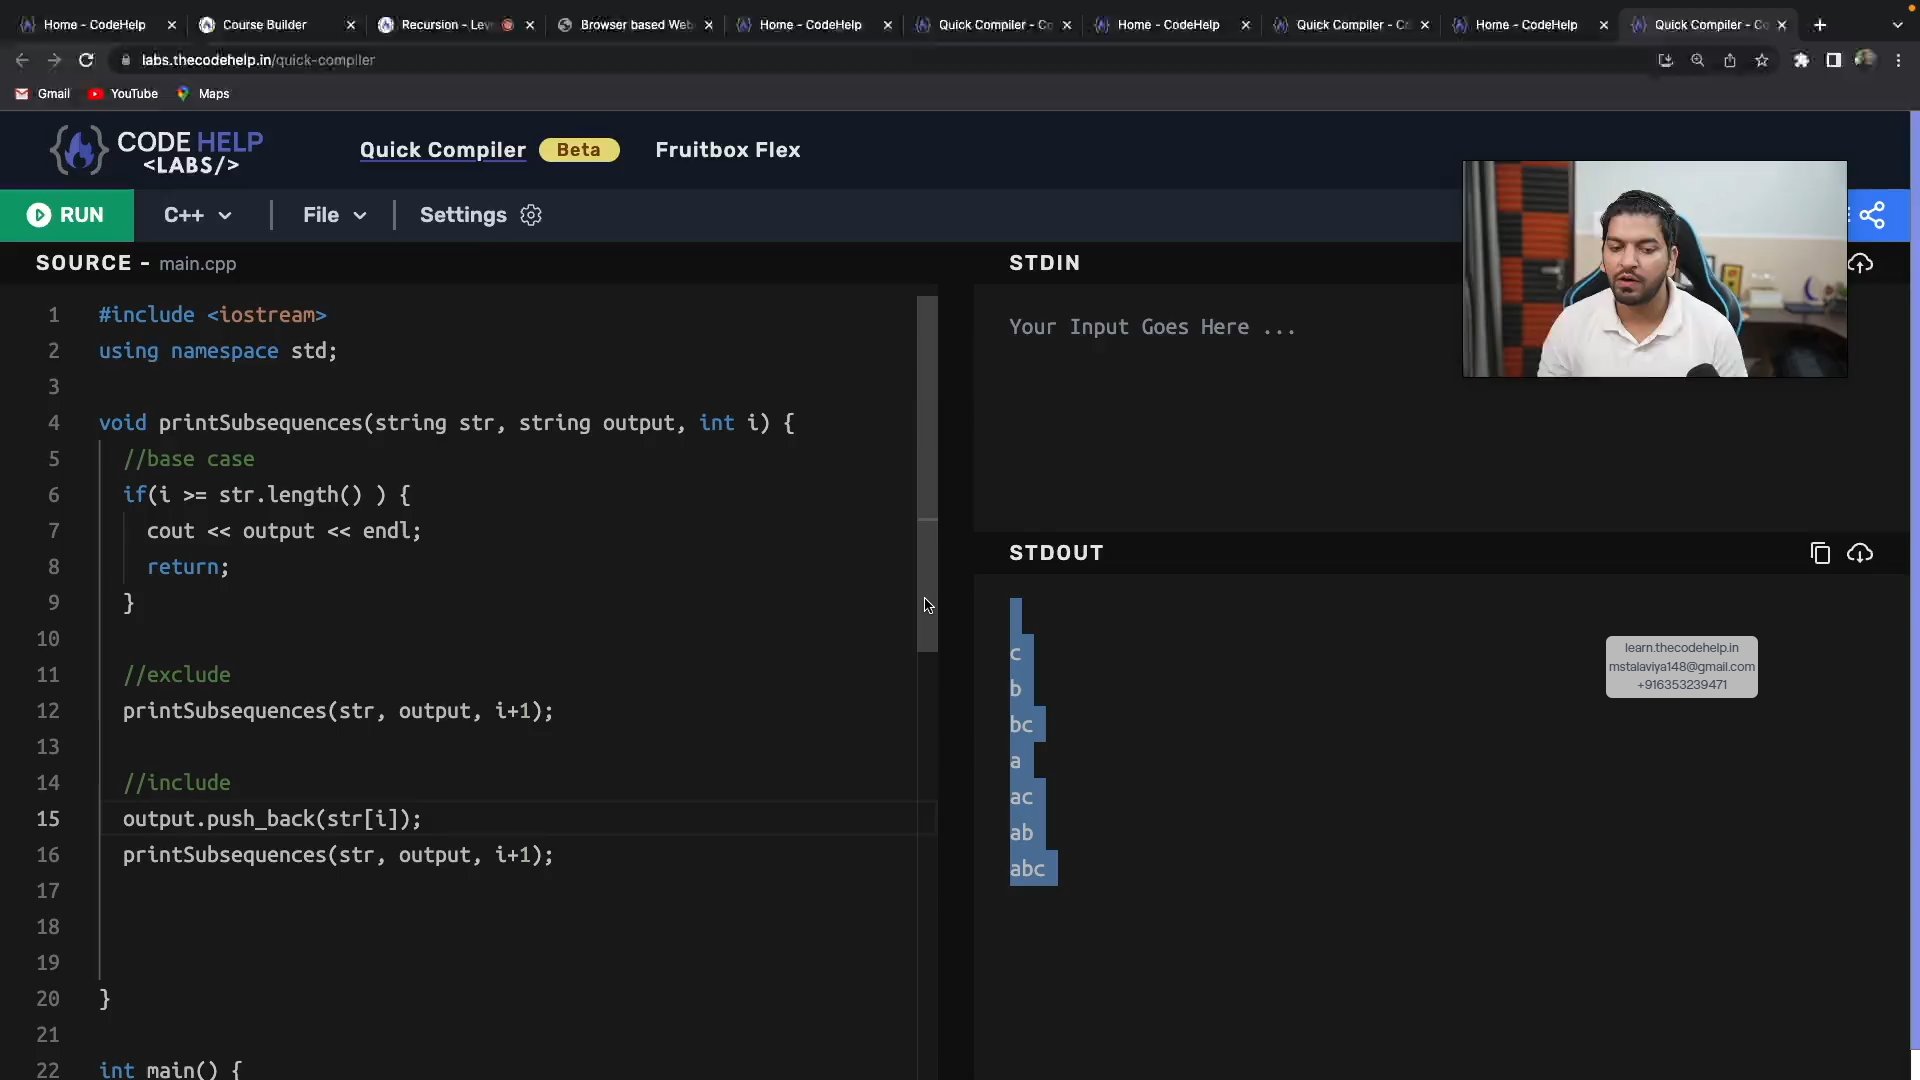 Home - CodeHelp
Course Builder
Recursion - Lev
Browser based Web
Home - CodeHelp
Quick Compiler - Co
Home - CodeHelp
Quick Compiler - Co
Home - CodeHelp
Quick Compiler - Co
labs.thecodehelp.in/quick-compiler
Gmail
YouTube
Maps
CODE HELP
<LABS/>
Quick Compiler
Beta
Fruitbox Flex
RUN
C++
File
Settings
SOURCE - main.cpp
STDIN
Your Input Goes Here ...
1 #include <iostream>
2 using namespace std;
3
4 void printSubsequences(string str, string output, int i) {
5 //base case
6 if(i >= str.length() ) {
7 cout << output << endl;
8 return;
9 }
10
11 //exclude
12 printSubsequences(str, output, i+1);
13
14 //include
15 output.push_back(str[i]);
16 printSubsequences(str, output, i+1);
17
18
19
20 }
21
22 int main() {
STDOUT
c
b
bc
a
ac
ab
abc
learn.thecodehelp.in
mstalaviya148@gmail.com
+916353239471